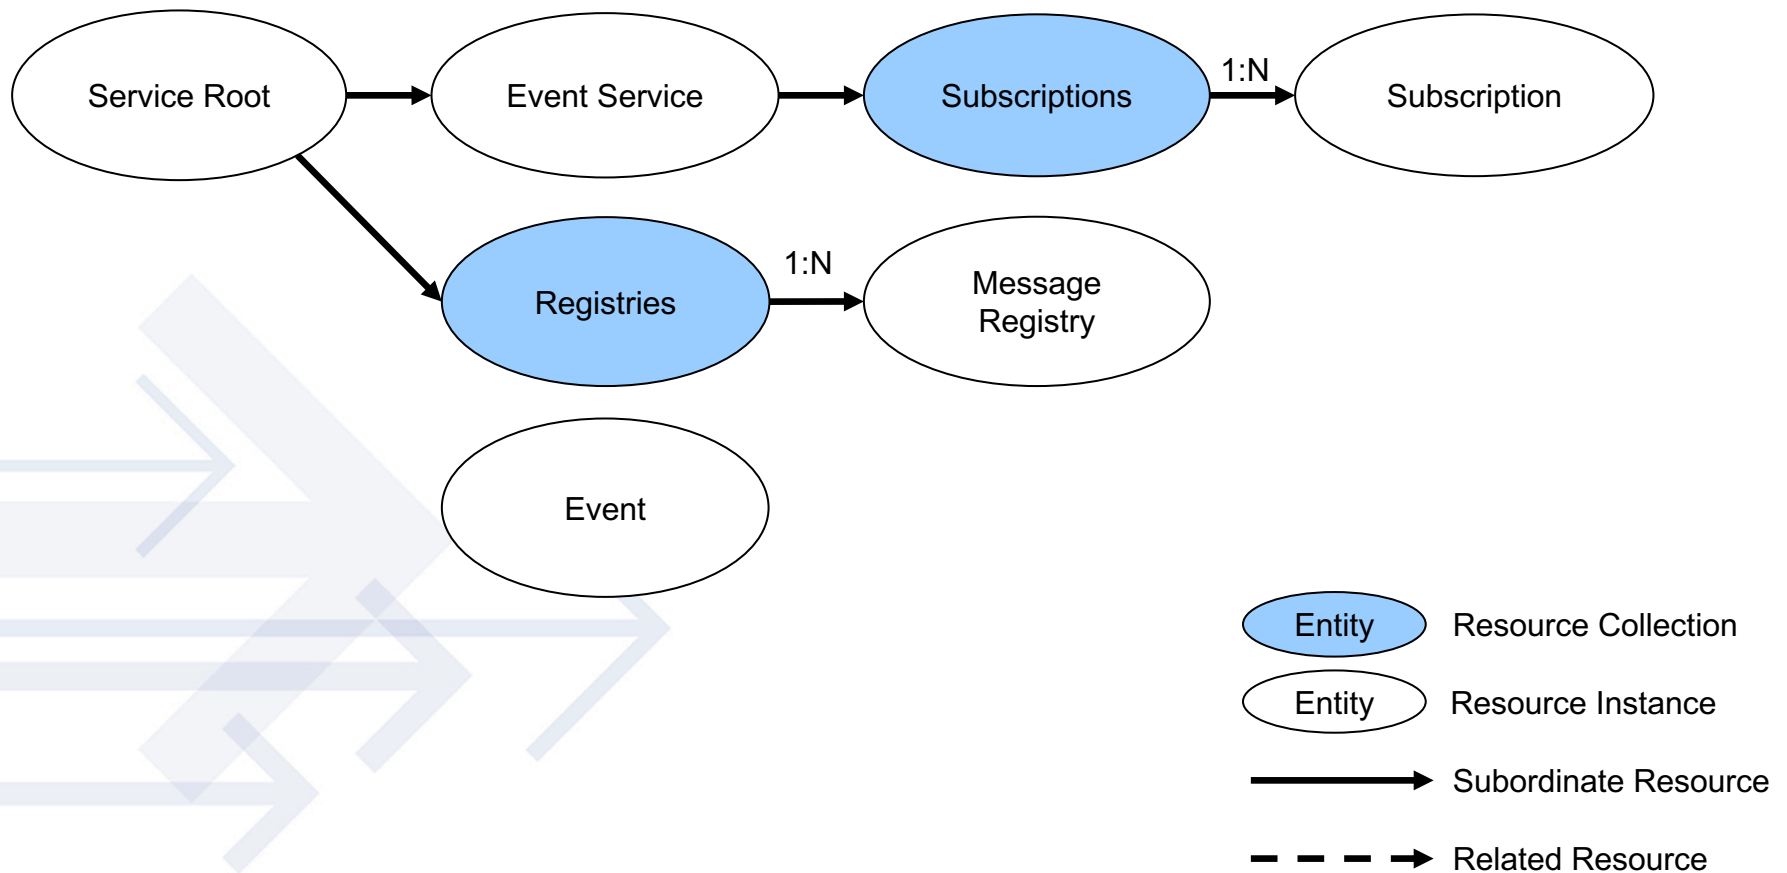 Service Root
Event Service
Subscriptions
1:N
Subscription
Registries
1:N
Message
Registry
Event
Entity
Resource Collection
Entity
Resource Instance
Subordinate Resource
Related Resource